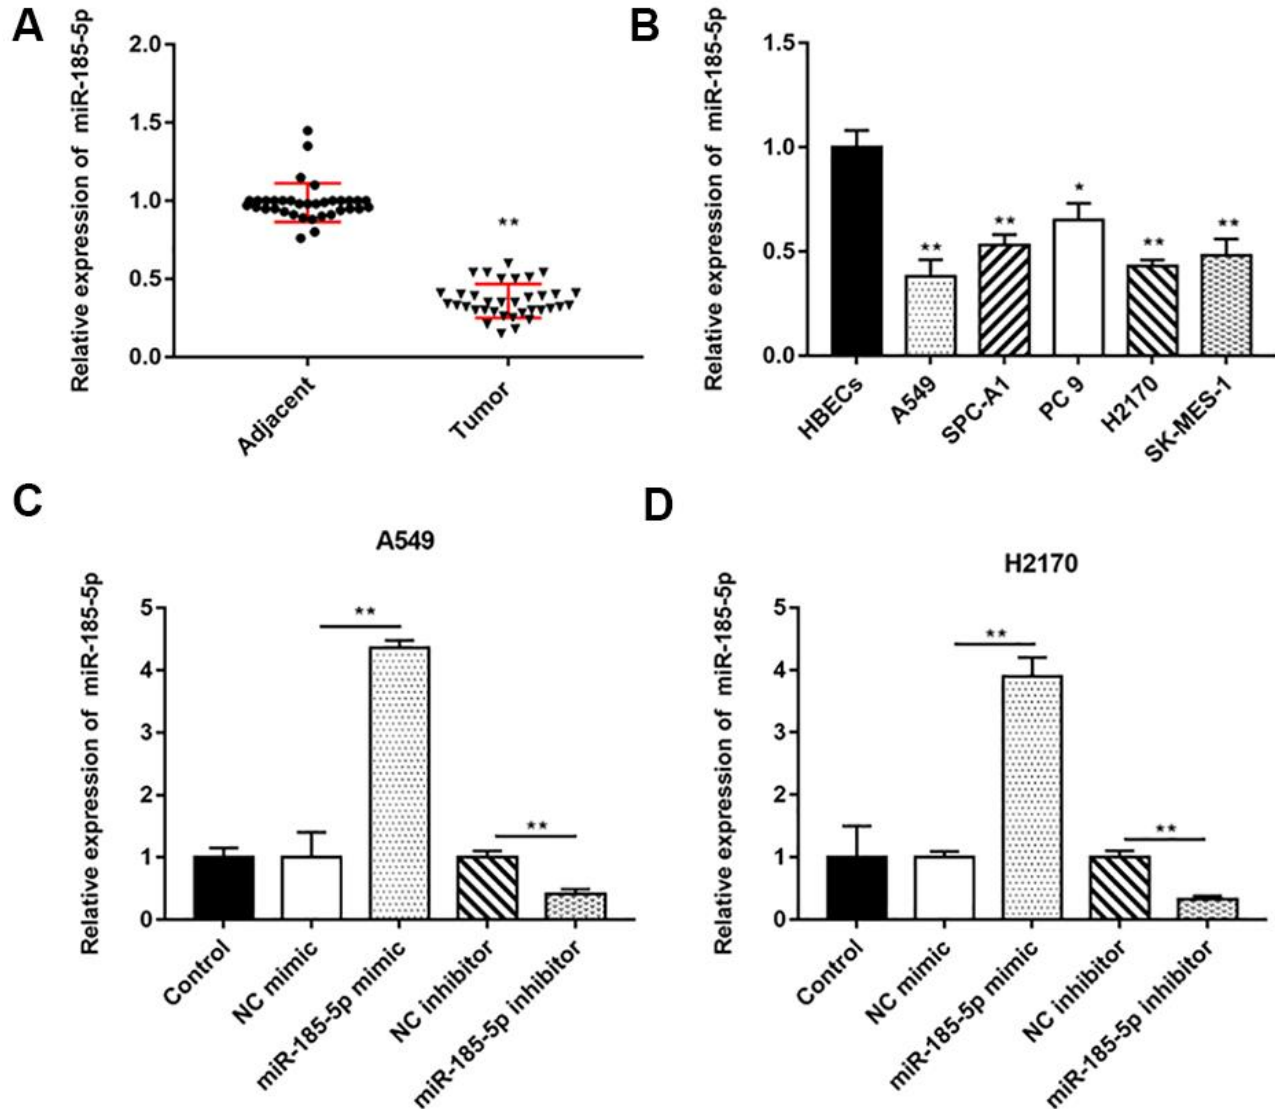 A
Relative expression of miR-185-5p
2.0
1.5
1.0
0.5
0.0
**
Adjacent
Tumor
B
Relative expression of miR-185-5p
1.5
1.0
0.5
0.0
**
**
*
**
**
HBECs
A549
SPC-A1
PC 9
H2170
SK-MES-1
C
A549
Relative expression of miR-185-5p
5
4
3
2
1
0
**
**
Control
NC mimic
miR-185-5p mimic
NC inhibitor
miR-185-5p inhibitor
D
H2170
Relative expression of miR-185-5p
5
4
3
2
1
0
**
**
Control
NC mimic
miR-185-5p mimic
NC inhibitor
miR-185-5p inhibitor